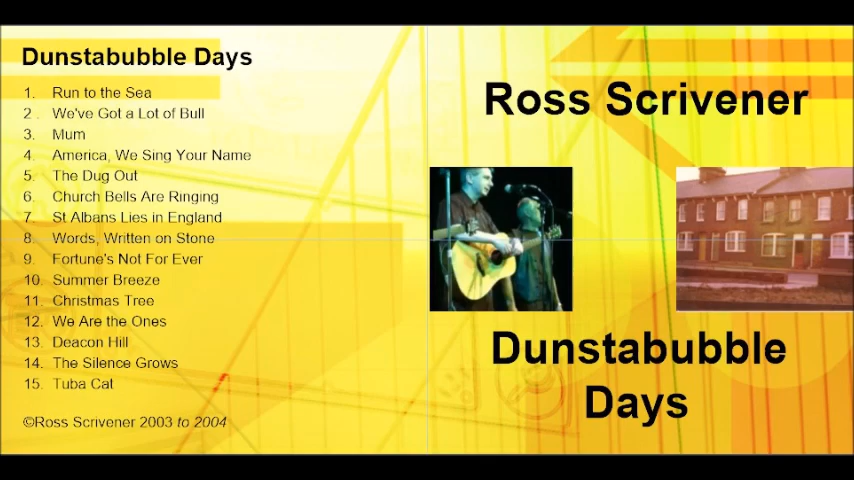 Dunstabubble Days
1. Run to the Sea
2 . We've Got a Lot of Bull
3. Mum
4. America, We Sing Your Name
5. The Dug Out
6. Church Bells Are Ringing
7. St Albans Lies in England
8. Words, Written on Stone
9. Fortune's Not For Ever
10. Summer Breeze
11. Christmas Tree
12. We Are the Ones
13. Deacon Hill
14. The Silence Grows
15. Tuba Cat
©Ross Scrivener 2003 to 2004
Ross Scrivener
Dunstabubble
Days